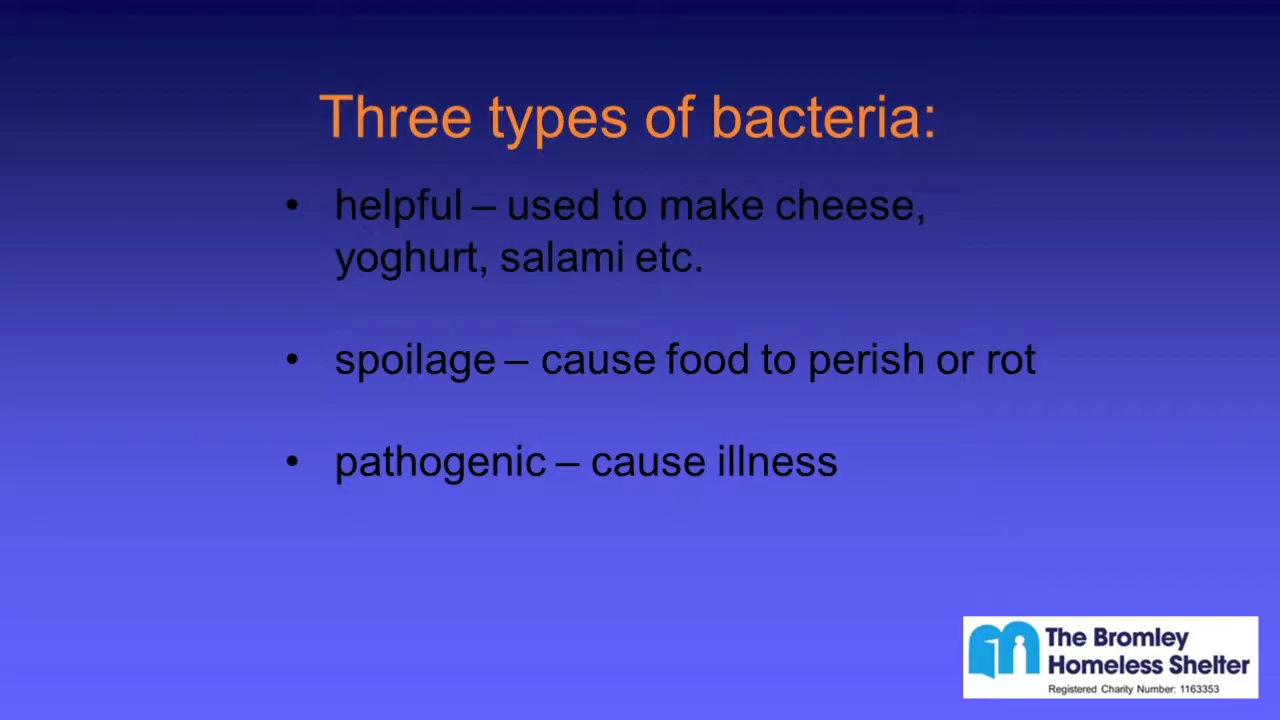 Three types of bacteria:
• helpful – used to make cheese,
yoghurt, salami etc.
• spoilage – cause food to perish or rot
• pathogenic – cause illness
The Bromley
Homeless Shelter
Registered Charity Number: 1163353